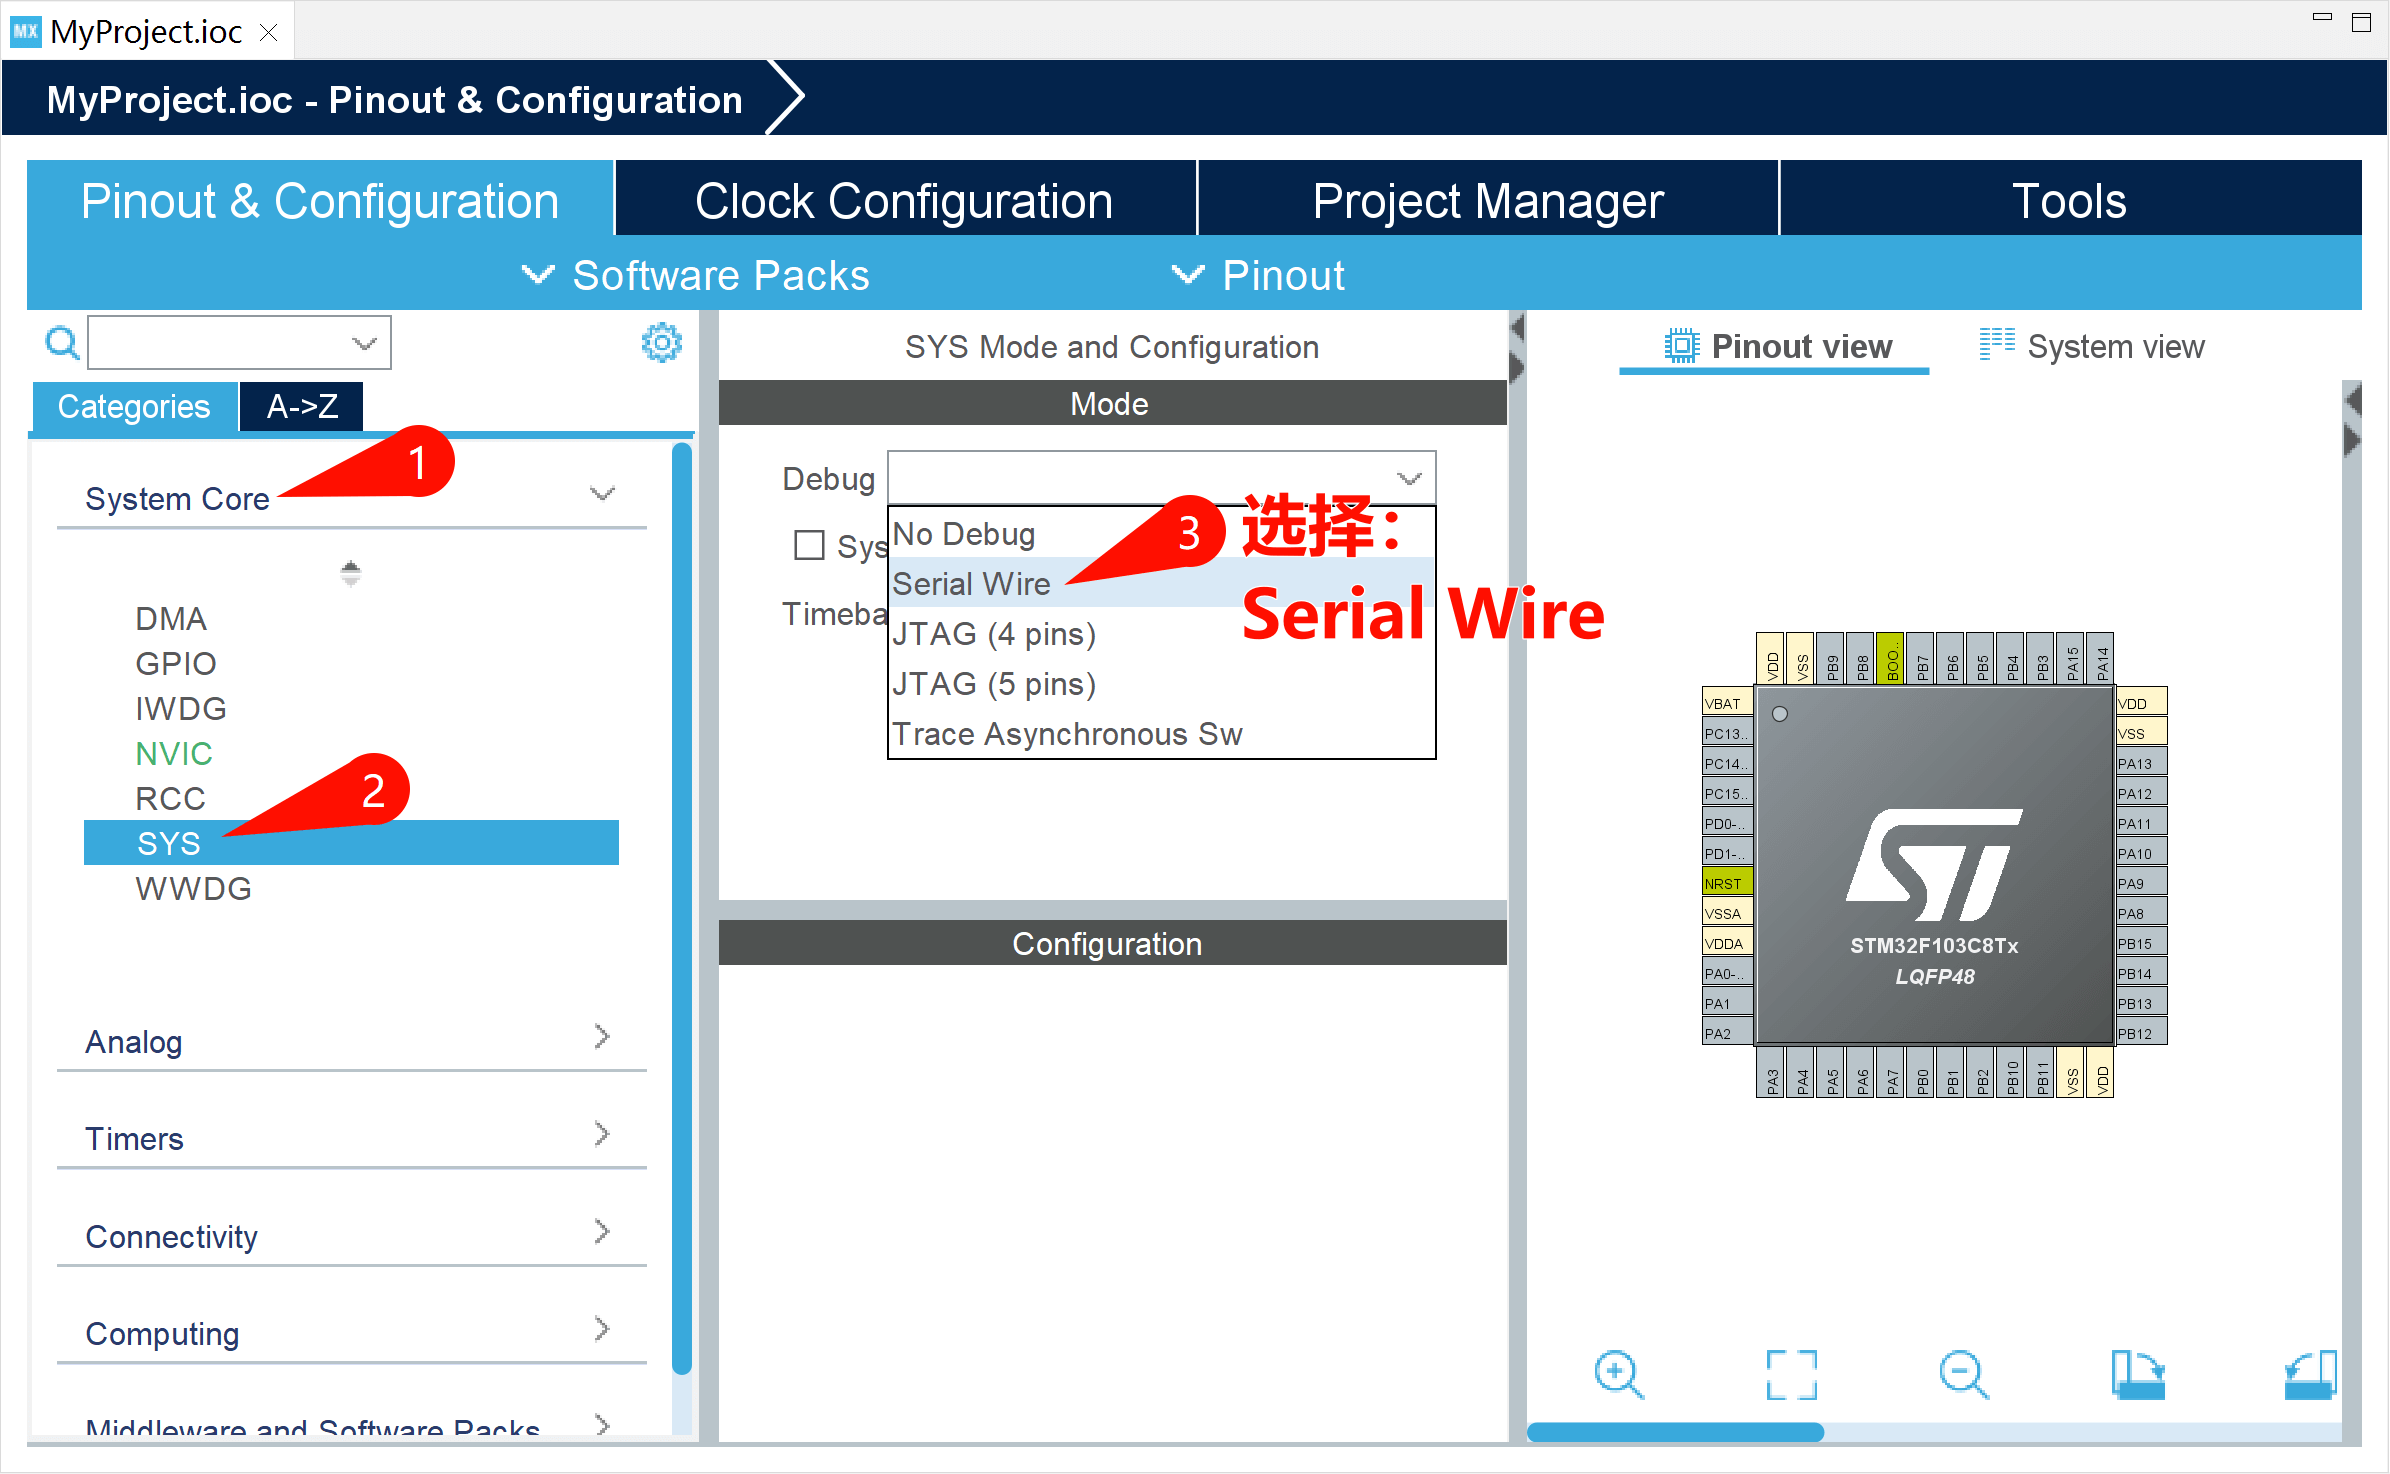 MX MyProject.ioc
MyProject.ioc - Pinout & Configuration
Pinout & Configuration
Clock Configuration
Project Manager
Tools
Software Packs
Pinout
Categories
A->Z
System Core
1
DMA
GPIO
IWDG
NVIC
RCC
2
SYS
WWDG
Analog
Timers
Connectivity
Computing
Middleware and Software Packs
SYS Mode and Configuration
Mode
Debug
Sys
Timeba
No Debug
Serial Wire
JTAG (4 pins)
JTAG (5 pins)
Trace Asynchronous Sw
3
选择:
Serial Wire
Configuration
Pinout view
System view
VDD
VSS
PB9
PB8
BOO..
PB7
PB6
PB5
PB4
PB3
PA15
PA14
VBAT
PC13..
PC14..
PC15..
PD0-..
PD1-..
NRST
VSSA
VDDA
PA0-..
PA1
PA2
VDD
VSS
PA13
PA12
PA11
PA10
PA9
PA8
PB15
PB14
PB13
PB12
ST
STM32F103C8Tx
LQFP48
PA3
PA4
PA5
PA6
PA7
PB0
PB1
PB2
PB10
PB11
VSS
VDD